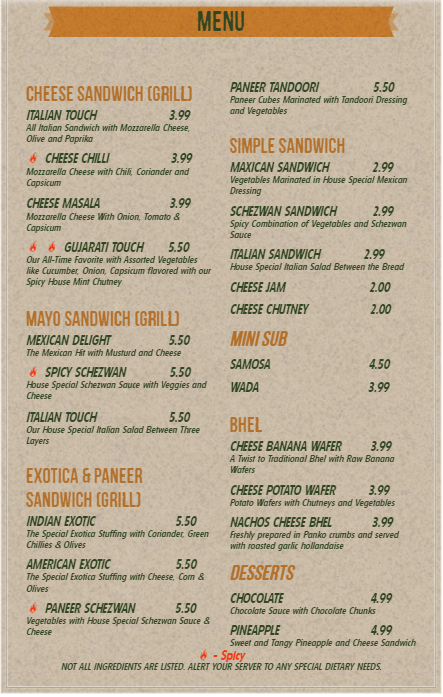 MENU
CHEESE SANDWICH (GRILL)
ITALIAN TOUCH 3.99
All Italian Sandwich with Mozzarella Cheese,
Olive and Paprika
CHEESE CHILLI 3.99
Mozzarella Cheese with Chili, Coriander and
Capsicum
CHEESE MASALA 3.99
Mozzarella Cheese With Onion, Tomato &
Capsicum
GUJARATI TOUCH 5.50
Our All-Time Favorite with Assorted Vegetables
like Cucumber, Onion, Capsicum flavored with our
Spicy House Mint Chutney
MAYO SANDWICH (GRILL)
MEXICAN DELIGHT 5.50
The Mexican Hit with Musturd and Cheese
SPICY SCHEZWAN 5.50
House Special Schezwan Sauce with Veggies and
Cheese
ITALIAN TOUCH 5.50
Our House Special Italian Salad Between Three
Layers
EXOTICA & PANEER
SANDWICH (GRILL)
INDIAN EXOTIC 5.50
The Special Exotica Stuffing with Coriander, Green
Chillies & Olives
AMERICAN EXOTIC 5.50
The Special Exotica Stuffing with Cheese, Corn &
Olives
PANEER SCHEZWAN 5.50
Vegetables with House Special Schezwan Sauce &
Cheese
PANEER TANDOORI 5.50
Paneer Cubes Marinated with Tandoori Dressing
and Vegetables
SIMPLE SANDWICH
MAXICAN SANDWICH 2.99
Vegetables Marinated in House Special Mexican
Dressing
SCHEZWAN SANDWICH 2.99
Spicy Combination of Vegetables and Schezwan
Sauce
ITALIAN SANDWICH 2.99
House Special Italian Salad Between the Bread
CHEESE JAM 2.00
CHEESE CHUTNEY 2.00
MINI SUB
SAMOSA 4.50
WADA 3.99
BHEL
CHEESE BANANA WAFER 3.99
A Twist to Traditional Bhel with Raw Banana
Wafers
CHEESE POTATO WAFER 3.99
Potato Wafers with Chutneys and Vegetables
NACHOS CHEESE BHEL 3.99
Freshly prepared in Panko crumbs and served
with roasted garlic hollandaise
DESSERTS
CHOCOLATE 4.99
Chocolate Sauce with Chocolate Chunks
PINEAPPLE 4.99
Sweet and Tangy Pineapple and Cheese Sandwich
- Spicy
NOT ALL INGREDIENTS ARE LISTED. ALERT YOUR SERVER TO ANY SPECIAL DIETARY NEEDS.